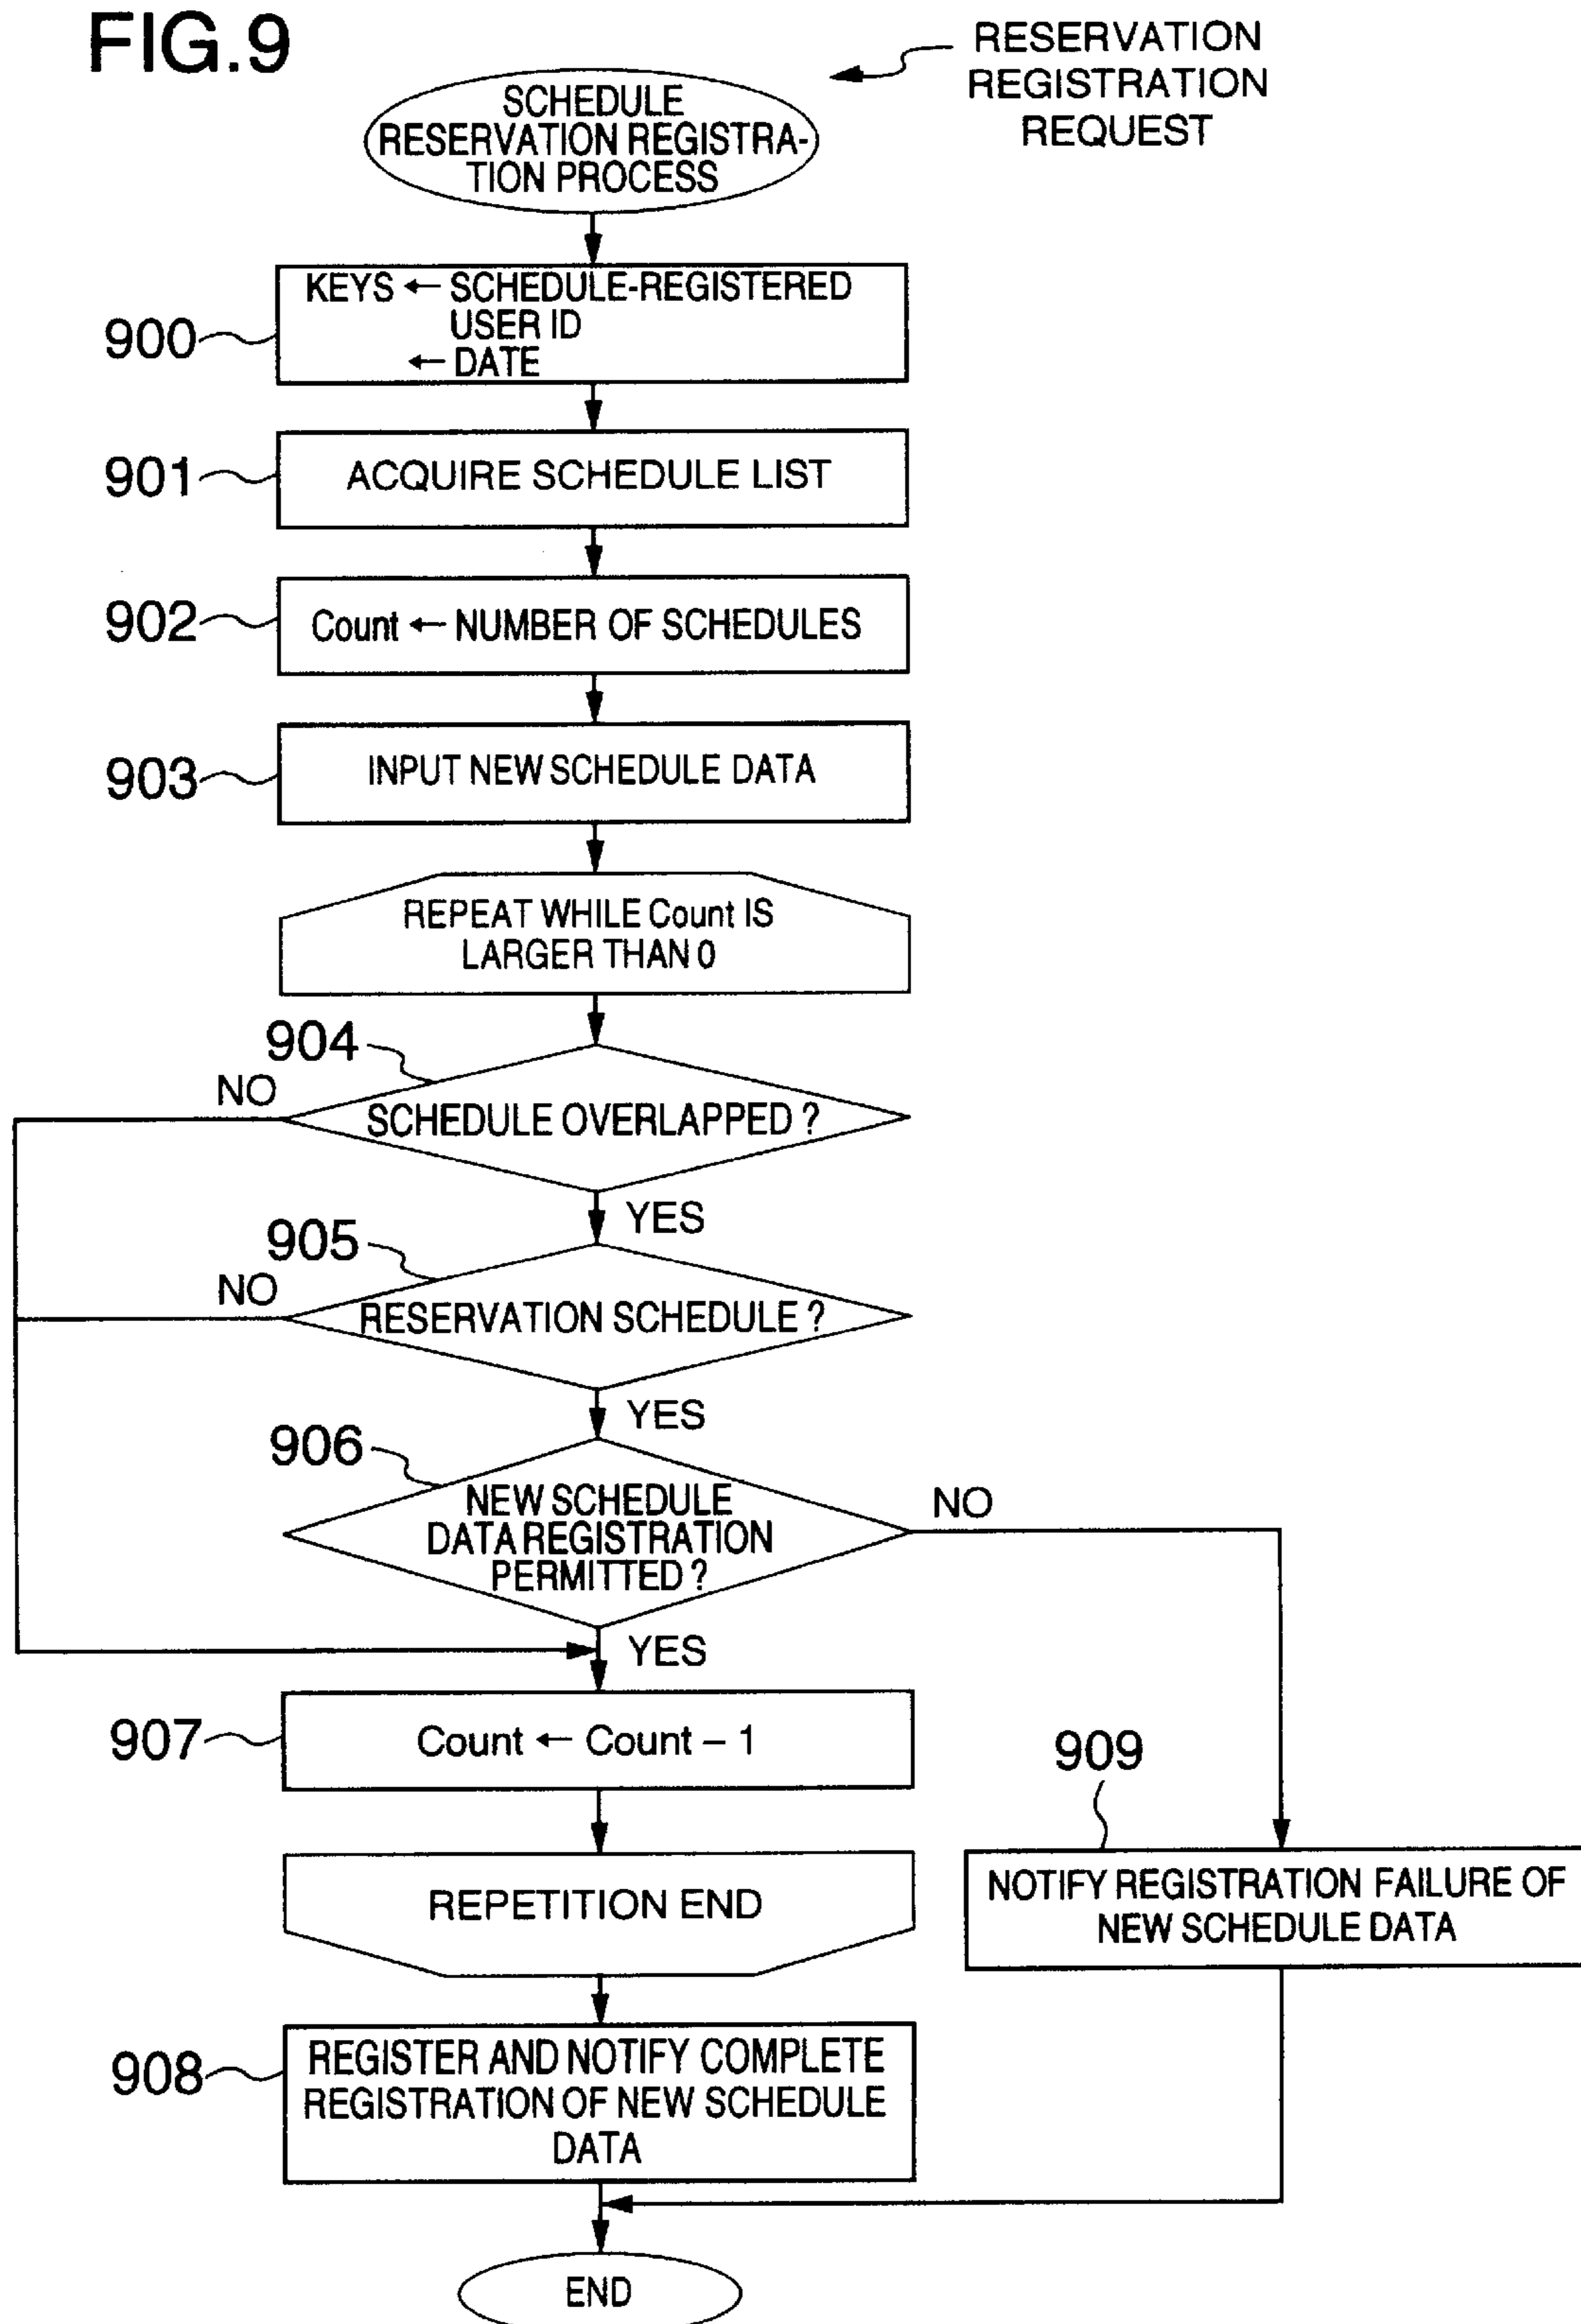 FIG.9
RESERVATION
REGISTRATION
REQUEST
SCHEDULE
RESERVATION REGISTRA-
TION PROCESS
900
KEYS ← SCHEDULE-REGISTERED
USER ID
← DATE
901
ACQUIRE SCHEDULE LIST
902
Count ← NUMBER OF SCHEDULES
903
INPUT NEW SCHEDULE DATA
REPEAT WHILE Count IS
LARGER THAN 0
904
NO
SCHEDULE OVERLAPPED ?
YES
905
NO
RESERVATION SCHEDULE ?
YES
906
NEW SCHEDULE
DATA REGISTRATION
PERMITTED ?
NO
YES
907
Count ← Count – 1
909
REPETITION END
NOTIFY REGISTRATION FAILURE OF
NEW SCHEDULE DATA
908
REGISTER AND NOTIFY COMPLETE
REGISTRATION OF NEW SCHEDULE
DATA
END